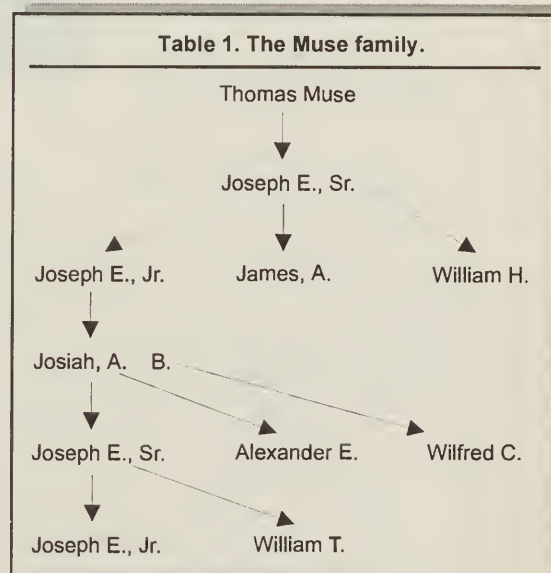 Table 1. The Muse family.
Thomas Muse
Joseph E., Sr.
Joseph E., Jr. James, A. William H.
Josiah, A. B.
Joseph E., Sr. Alexander E. Wilfred C.
Joseph E., Jr. William T.